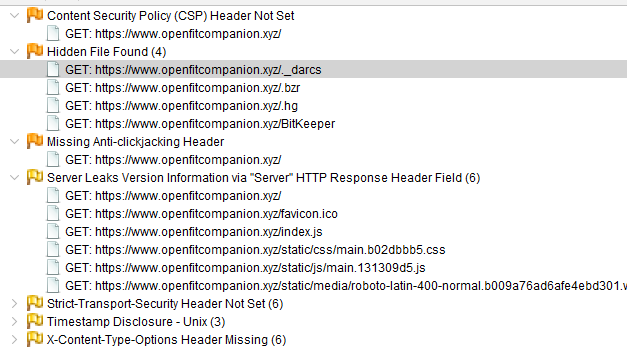 Content Security Policy (CSP) Header Not Set
GET: https://www.openfitcompanion.xyz/
Hidden File Found (4)
GET: https://www.openfitcompanion.xyz/._darcs
GET: https://www.openfitcompanion.xyz/.bzr
GET: https://www.openfitcompanion.xyz/.hg
GET: https://www.openfitcompanion.xyz/BitKeeper
Missing Anti-clickjacking Header
GET: https://www.openfitcompanion.xyz/
Server Leaks Version Information via "Server" HTTP Response Header Field (6)
GET: https://www.openfitcompanion.xyz/
GET: https://www.openfitcompanion.xyz/favicon.ico
GET: https://www.openfitcompanion.xyz/index.js
GET: https://www.openfitcompanion.xyz/static/css/main.b02dbbb5.css
GET: https://www.openfitcompanion.xyz/static/js/main.131309d5.js
GET: https://www.openfitcompanion.xyz/static/media/roboto-latin-400-normal.b009a76ad6afe4ebd301.w
Strict-Transport-Security Header Not Set (6)
Timestamp Disclosure - Unix (3)
X-Content-Type-Options Header Missing (6)